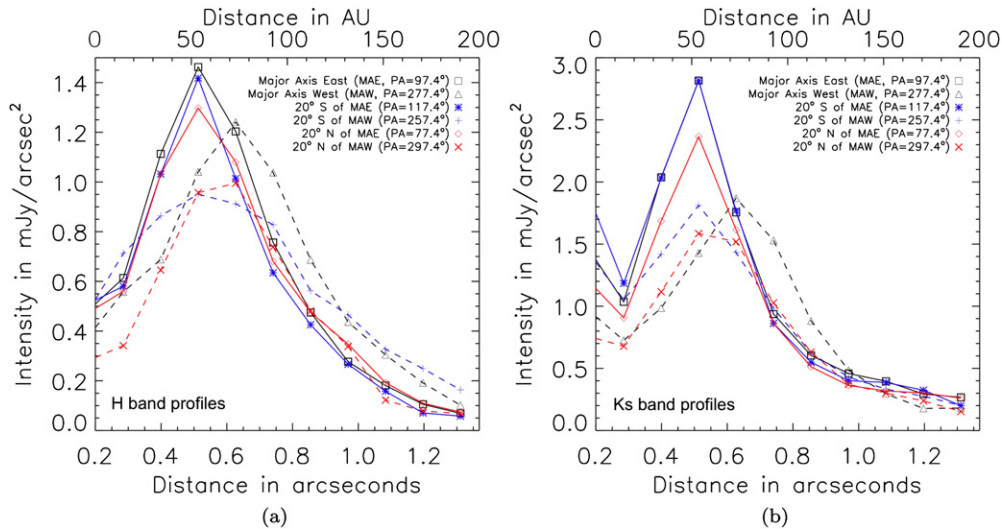 Distance in AU
0 50 100 150 200
1.4
1.2
1.0
0.8
0.6
0.4
0.2
0.0
Intensity in mJy/arcsec²
Major Axis East (MAE, PA=97.4°)
Major Axis West (MAW, PA=277.4°)
20° S of MAE (PA=117.4°)
20° S of MAW (PA=257.4°)
20° N of MAE (PA=77.4°)
20° N of MAW (PA=297.4°)
H band profiles
0.2 0.4 0.6 0.8 1.0 1.2
Distance in arcseconds
(a)
Distance in AU
0 50 100 150 200
3.0
2.5
2.0
1.5
1.0
0.5
0.0
Intensity in mJy/arcsec²
Major Axis East (MAE, PA=97.4°)
Major Axis West (MAW, PA=277.4°)
20° S of MAE (PA=117.4°)
20° S of MAW (PA=257.4°)
20° N of MAE (PA=77.4°)
20° N of MAW (PA=297.4°)
Ks band profiles
0.2 0.4 0.6 0.8 1.0 1.2
Distance in arcseconds
(b)